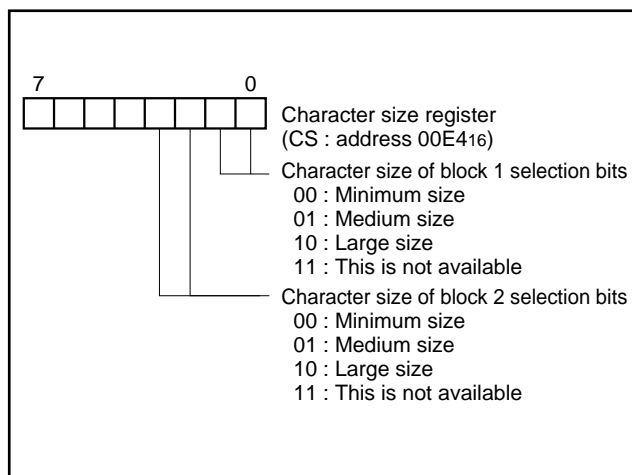 7 0
Character size register
(CS : address 00E416)
Character size of block 1 selection bits
00 : Minimum size
01 : Medium size
10 : Large size
11 : This is not available
Character size of block 2 selection bits
00 : Minimum size
01 : Medium size
10 : Large size
11 : This is not available